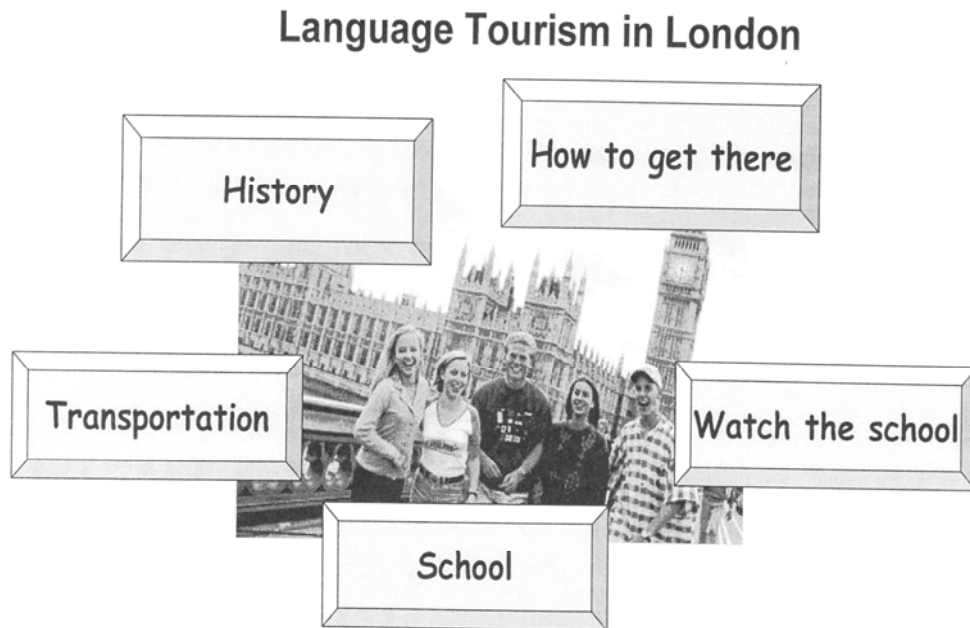 Language Tourism in London
History
How to get there
Transportation
Watch the school
School